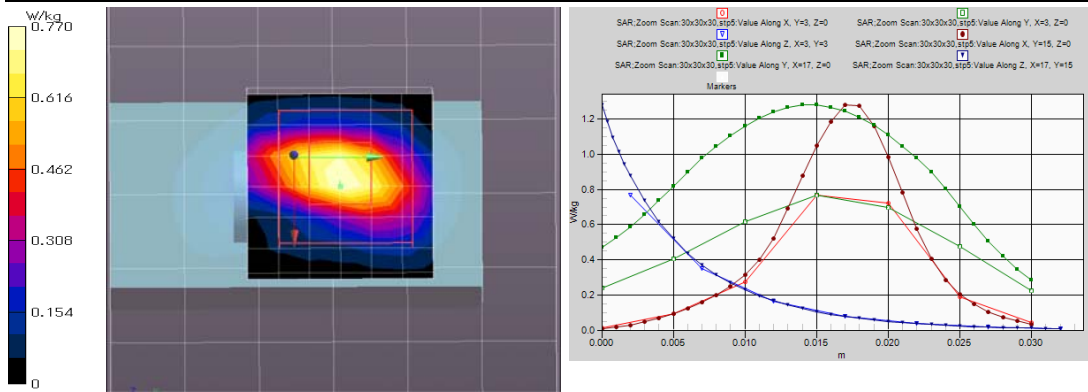 W/kg
0.770
0.616
0.462
0.308
0.154
0
SAR;Zoom Scan:30x30x30,stp5:Value Along X, Y=3, Z=0
SAR;Zoom Scan:30x30x30,stp5:Value Along Y, X=3, Z=0
SAR;Zoom Scan:30x30x30,stp5:Value Along Z, X=3, Y=3
SAR;Zoom Scan:30x30x30,stp5:Value Along X, Y=15, Z=0
SAR;Zoom Scan:30x30x30,stp5:Value Along Y, X=17, Z=0
SAR;Zoom Scan:30x30x30,stp5:Value Along Z, X=17, Y=15
Markers
W/kg
1.2
1.0
0.8
0.6
0.4
0.2
0.0
0.000
0.005
0.010
0.015
0.020
0.025
0.030
m